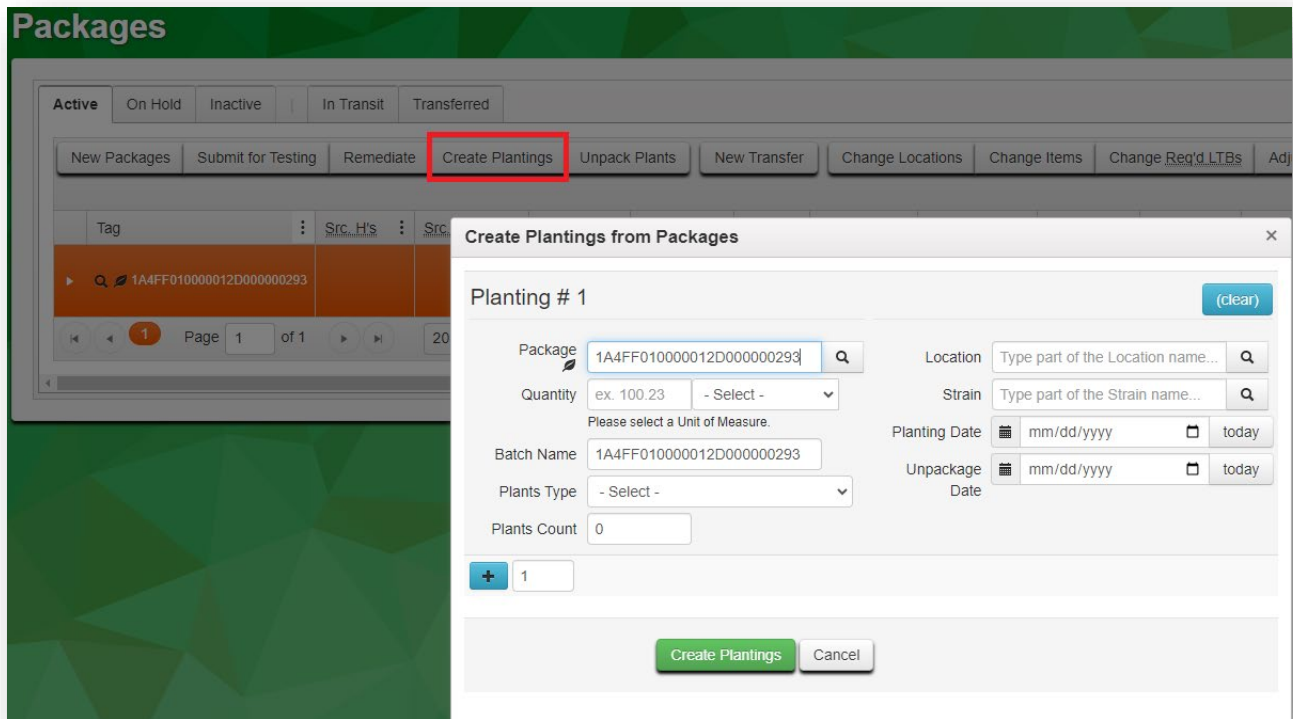 Packages
Active On Hold Inactive In Transit Transferred
New Packages Submit for Testing Remediate Create Plantings Unpack Plants New Transfer Change Locations Change Items Change Req'd LTBs Adj
Tag Src. H's Src.
1A4FF010000012D000000293
1 Page 1 of 1 20
Create Plantings from Packages ×
Planting # 1 (clear)
Package 1A4FF010000012D000000293
Quantity ex. 100.23 - Select -
Please select a Unit of Measure.
Batch Name 1A4FF010000012D000000293
Plants Type - Select -
Plants Count 0
Location Type part of the Location name...
Strain Type part of the Strain name...
Planting Date mm/dd/yyyy today
Unpackage mm/dd/yyyy today
Date
+ 1
Create Plantings Cancel